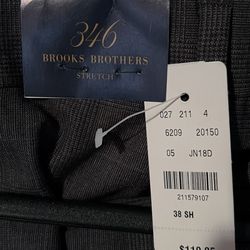 346
BROOKS BROTHERS
STRETCH
027 211 4
6209 20150
05 JN18D
211579107
38 SH